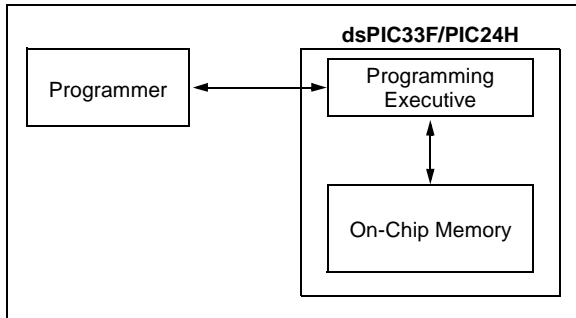 dsPIC33F/PIC24H
Programmer
Programming
Executive
On-Chip Memory